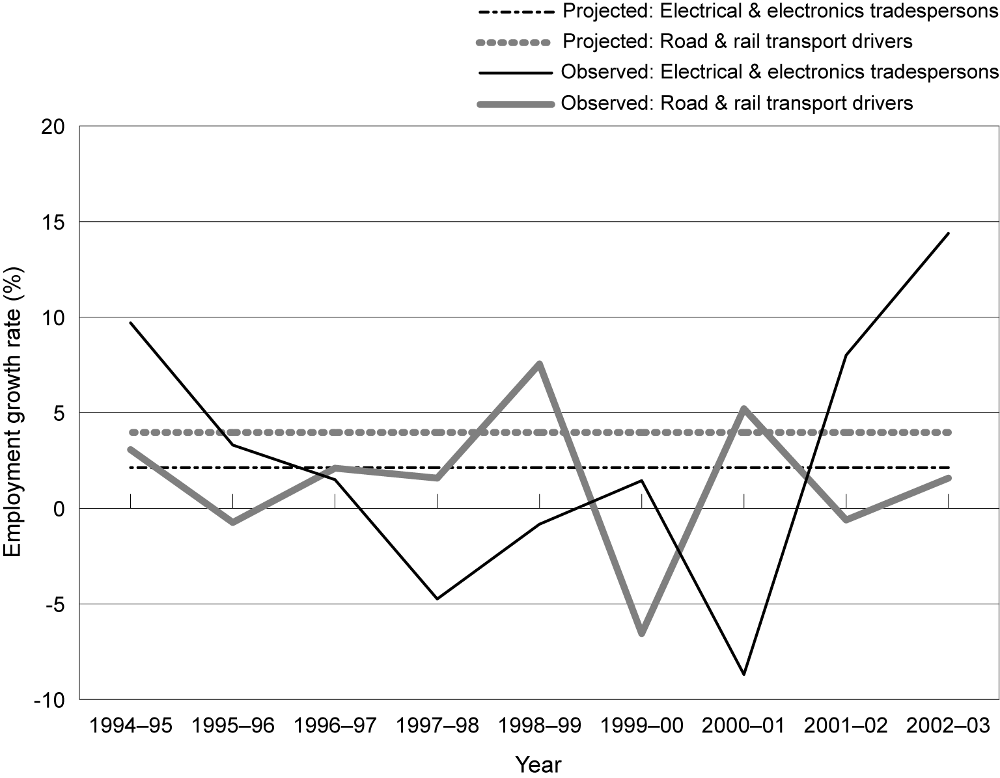 Projected: Electrical & electronics tradespersons
Projected: Road & rail transport drivers
Observed: Electrical & electronics tradespersons
Observed: Road & rail transport drivers
20
15
10
5
0
-5
-10
Employment growth rate (%)
1994–95 1995–96 1996–97 1997–98 1998–99 1999–00 2000–01 2001–02 2002–03
Year